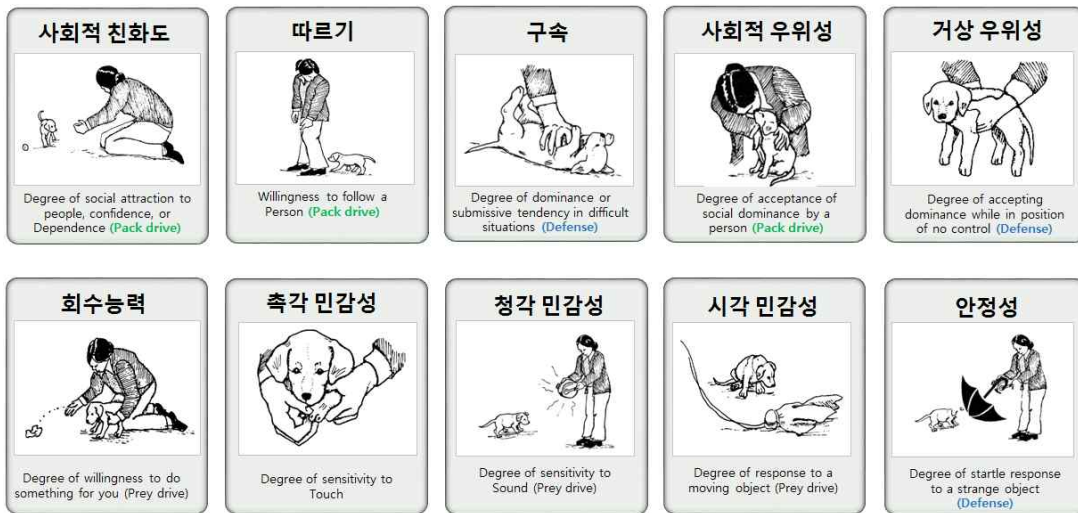 사회적 친화도
Degree of social attraction to
people, confidence, or
Dependence (Pack drive)
따르기
Willingness to follow a
Person (Pack drive)
구속
Degree of dominance or
submissive tendency in difficult
situations (Defense)
사회적 우위성
Degree of acceptance of
social dominance by a
person (Pack drive)
거상 우위성
Degree of accepting
dominance while in position
of no control (Defense)
회수능력
Degree of willingness to do
something for you (Prey drive)
촉각 민감성
Degree of sensitivity to
Touch
청각 민감성
Degree of sensitivity to
Sound (Prey drive)
시각 민감성
Degree of response to a
moving object (Prey drive)
안정성
Degree of startle response
to a strange object
(Defense)